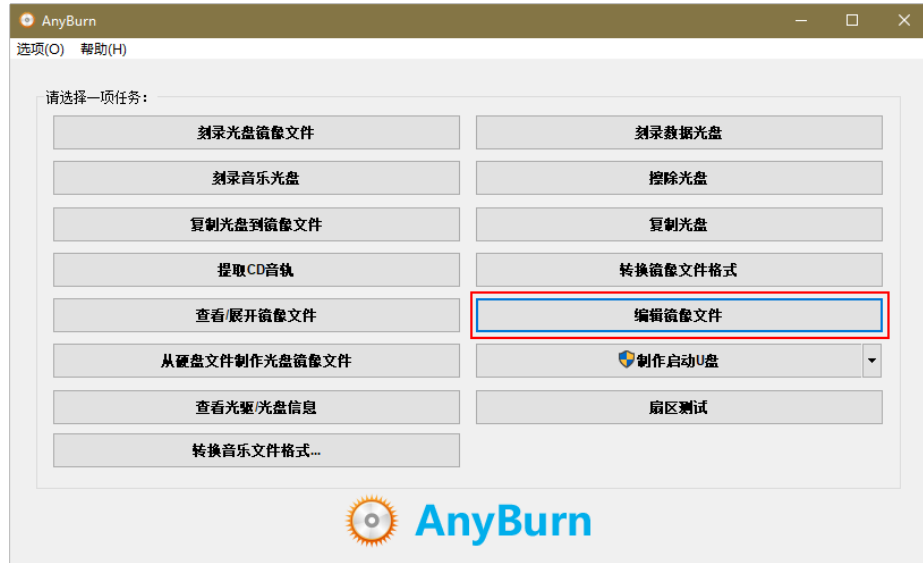 AnyBurn
选项(O) 帮助(H)
请选择一项任务：
刻录光盘镜像文件
刻录数据光盘
刻录音乐光盘
擦除光盘
复制光盘到镜像文件
复制光盘
提取CD音轨
转换镜像文件格式
查看/展开镜像文件
编辑镜像文件
从硬盘文件制作光盘镜像文件
制作启动U盘
查看光驱/光盘信息
扇区测试
转换音乐文件格式...
AnyBurn